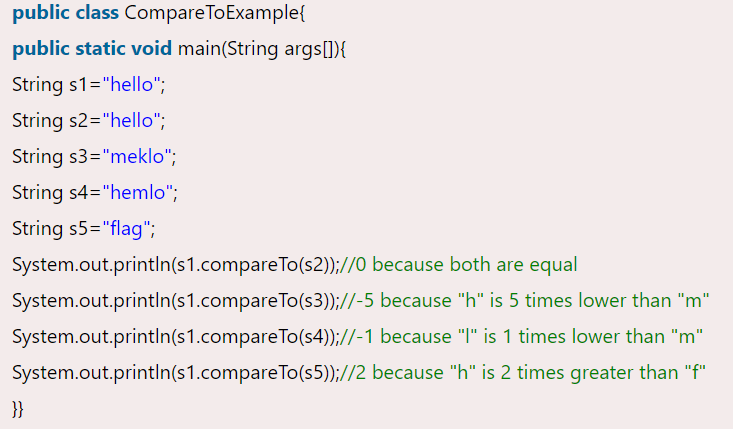 public class CompareToExample{
public static void main(String args[]){
String s1="hello";
String s2="hello";
String s3="meklo";
String s4="hemlo";
String s5="flag";
System.out.println(s1.compareTo(s2));//0 because both are equal
System.out.println(s1.compareTo(s3));//-5 because "h" is 5 times lower than "m"
System.out.println(s1.compareTo(s4));//-1 because "l" is 1 times lower than "m"
System.out.println(s1.compareTo(s5));//2 because "h" is 2 times greater than "f"
}}